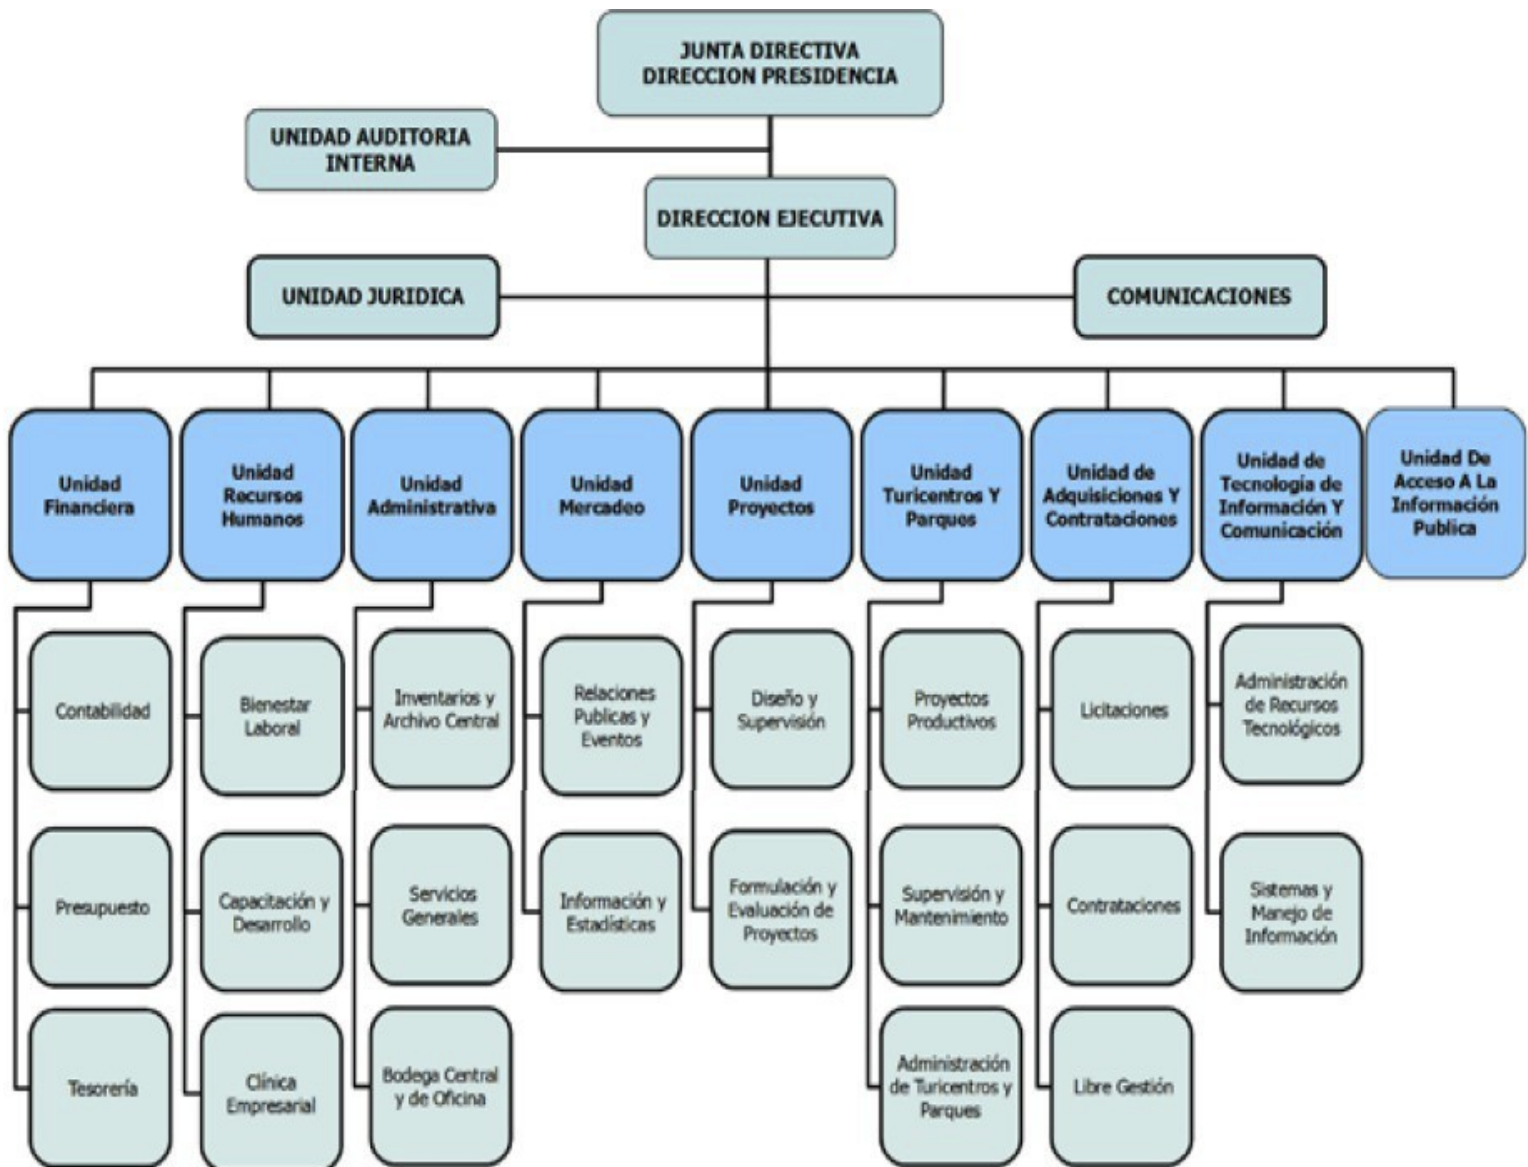 JUNTA DIRECTIVA
DIRECCION PRESIDENCIA
UNIDAD AUDITORIA
INTERNA
DIRECCION EJECUTIVA
UNIDAD JURIDICA
COMUNICACIONES
Unidad
Financiera
Unidad
Recursos
Humanos
Unidad
Administrativa
Unidad
Mercadeo
Unidad
Proyectos
Unidad
Turicentros Y
Parques
Unidad de
Adquisiciones Y
Contrataciones
Unidad de
Tecnología de
Información Y
Comunicación
Unidad De
Acceso A La
Información
Publica
Contabilidad
Bienestar
Laboral
Inventarios y
Archivo Central
Relaciones
Publicas y
Eventos
Diseño y
Supervisión
Proyectos
Productivos
Licitaciones
Administración
de Recursos
Tecnológicos
Presupuesto
Capacitación y
Desarrollo
Servicios
Generales
Información y
Estadísticas
Formulación y
Evaluación de
Proyectos
Supervisión y
Mantenimiento
Contrataciones
Sistemas y
Manejo de
Información
Tesorería
Clínica
Empresarial
Bodega Central
y de Oficina
Administración
de Turicentros y
Parques
Libre Gestión